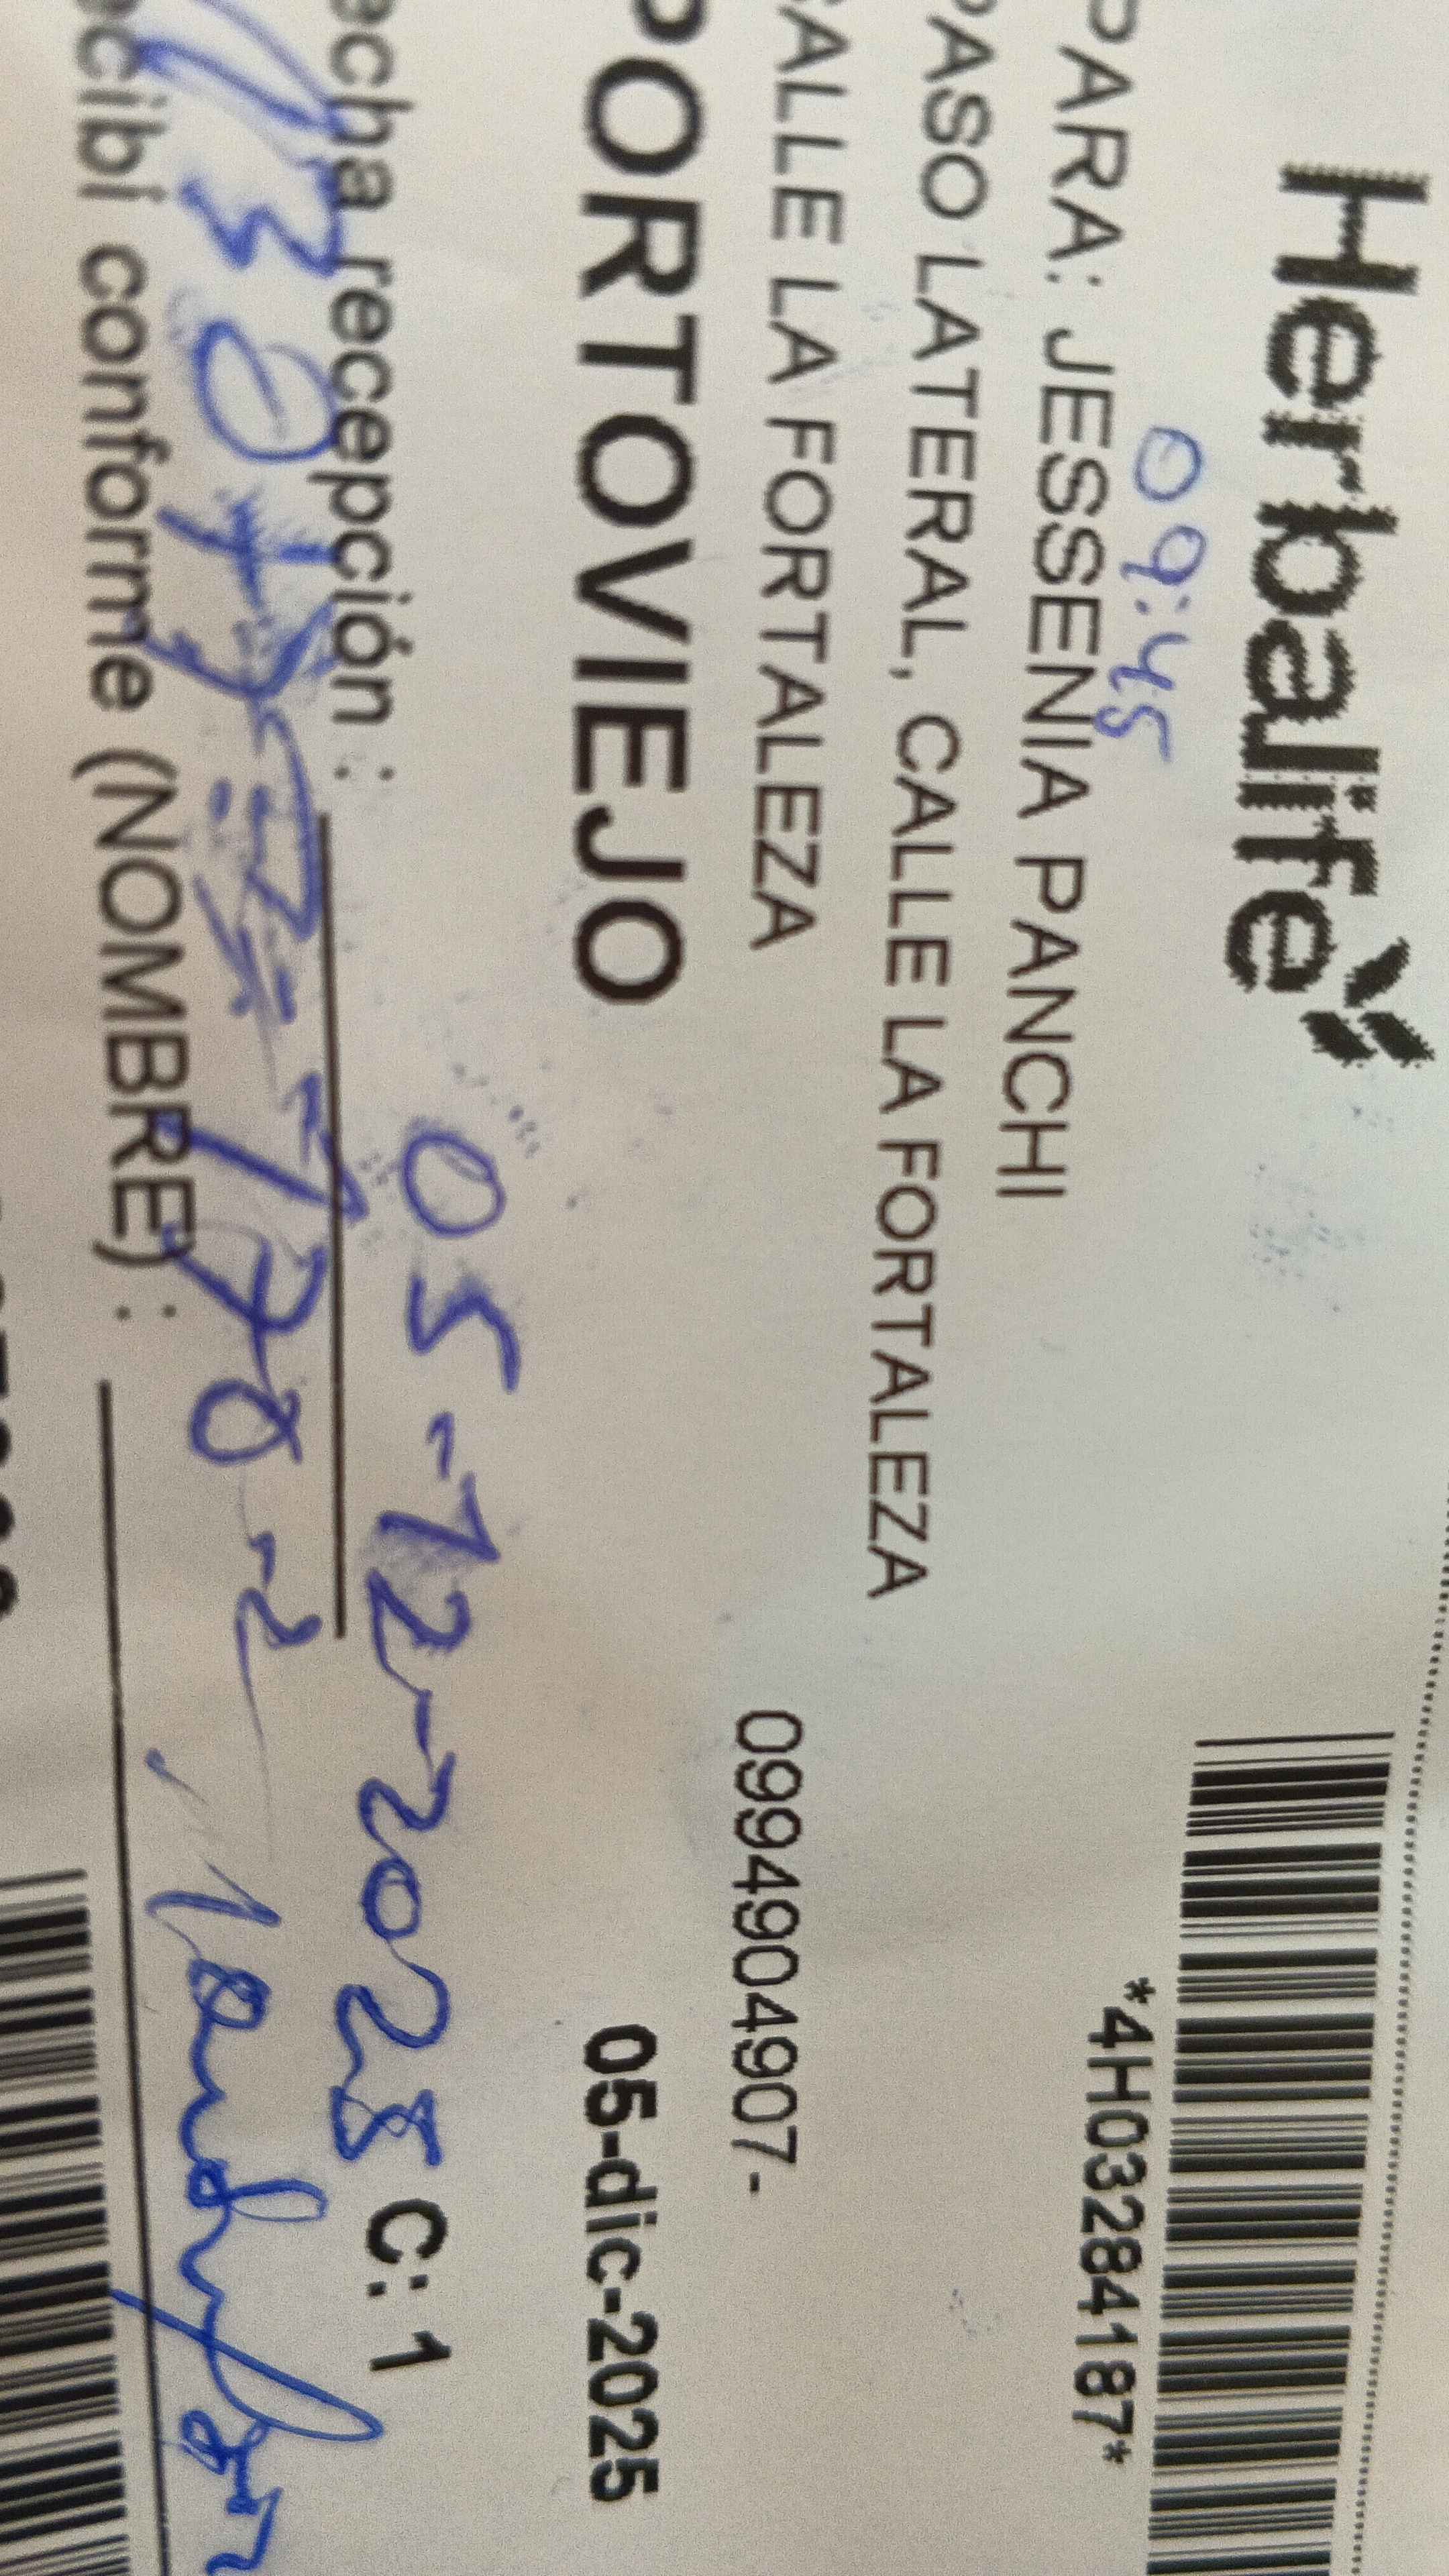 Herbalife
*4H03284187*
09:45
PARA: JESSENIA PANCHI
PASO LATERAL, CALLE LA FORTALEZA
CALLE LA FORTALEZA 0994904907-
PORTOVIEJO 05-dic-2025
05-12-2025 C: 1
echa recepción :
ecibi conforme (NOMBRE) :